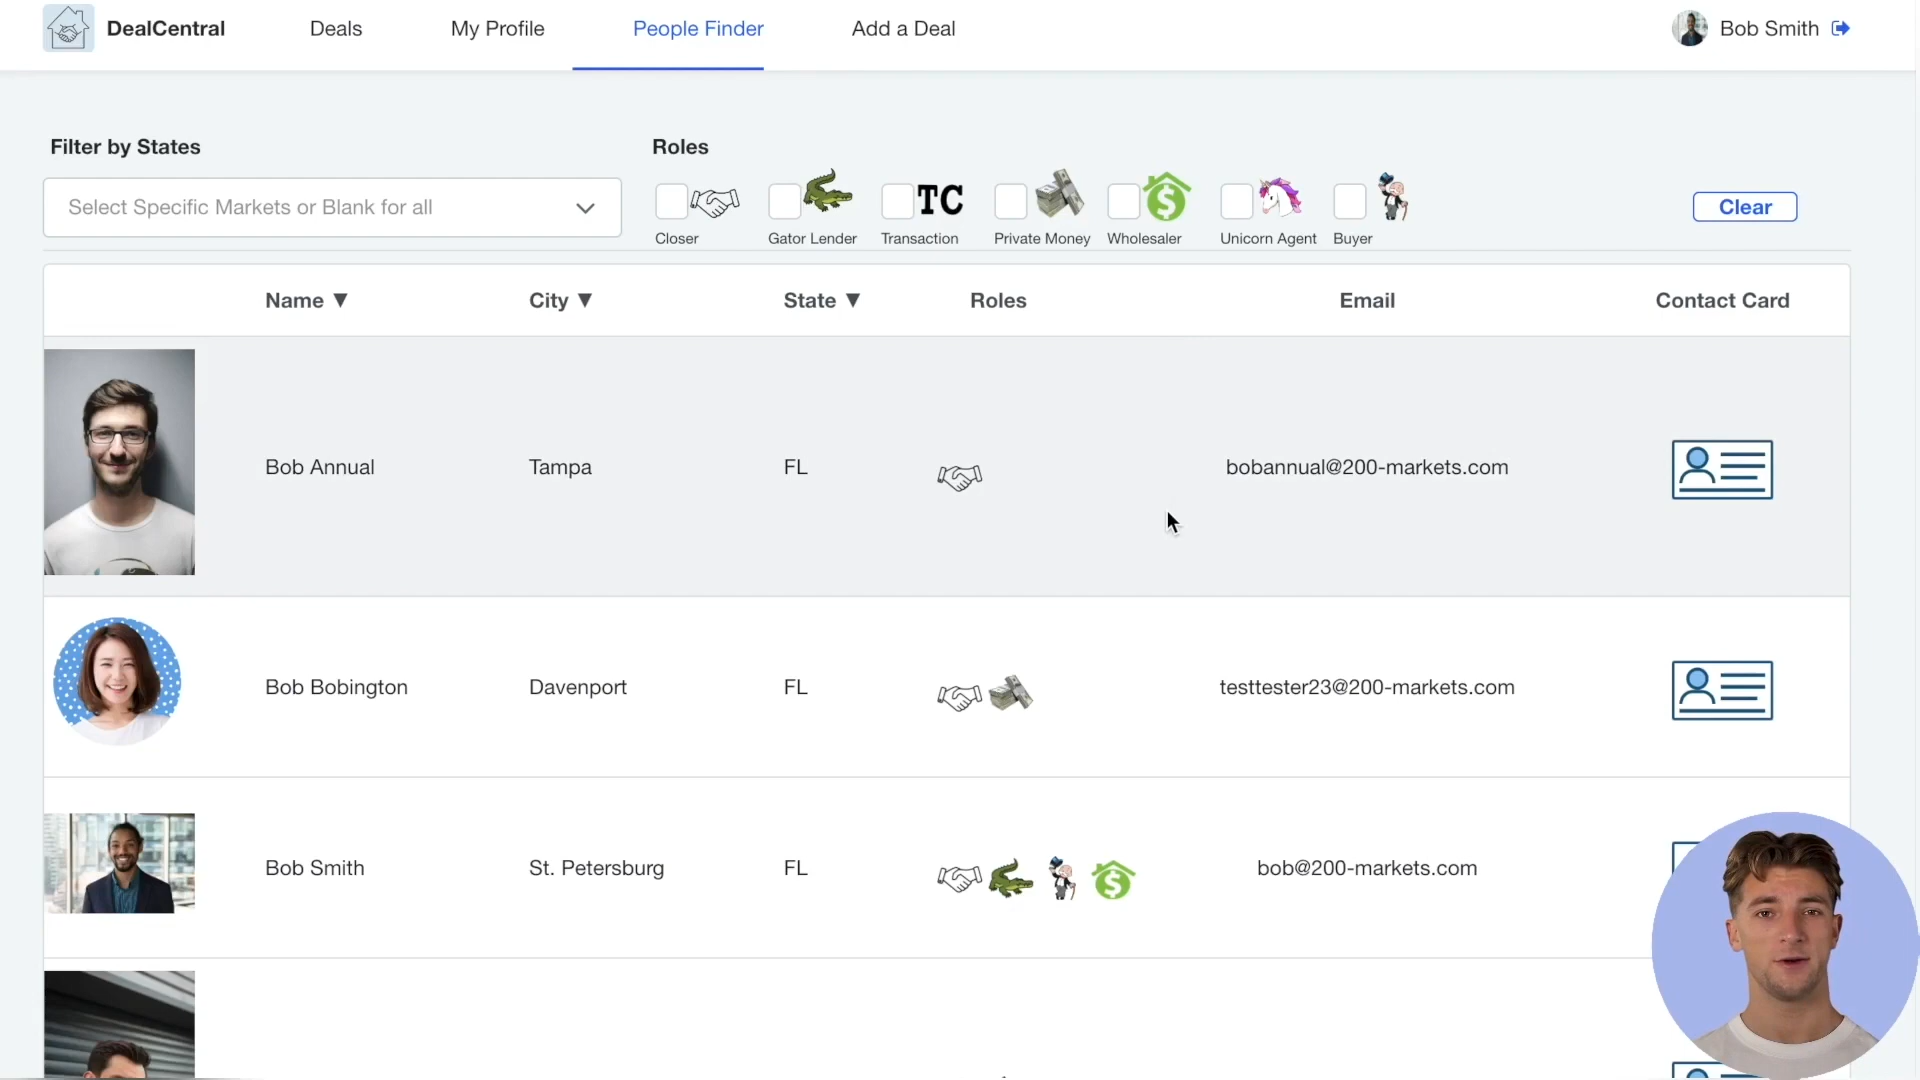 DealCentral Deals My Profile People Finder Add a Deal Bob Smith
Filter by States Roles
Select Specific Markets or Blank for all TC Clear
Closer Gator Lender Transaction Private Money Wholesaler Unicorn Agent Buyer
Name ▼ City ▼ State ▼ Roles Email Contact Card
Bob Annual Tampa FL bobannual@200-markets.com
Bob Bobington Davenport FL testtester23@200-markets.com
Bob Smith St. Petersburg FL bob@200-markets.com